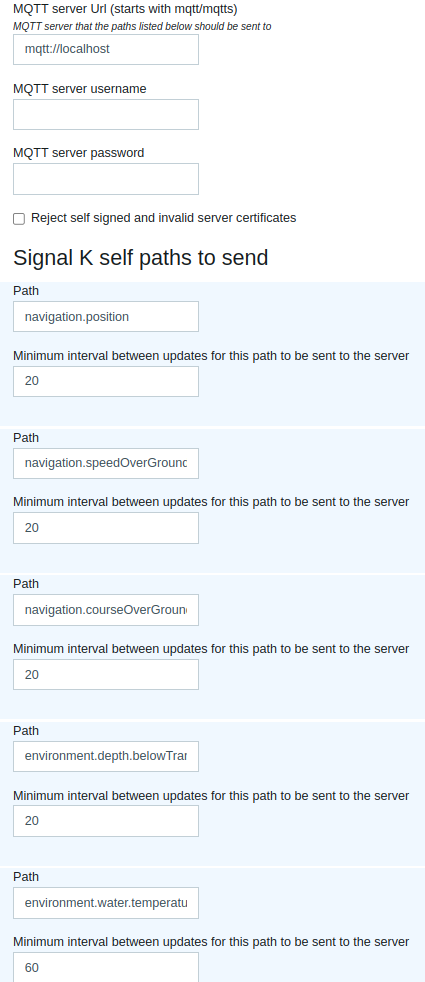 MQTT server Url (starts with mqtt/mqtts)
MQTT server that the paths listed below should be sent to
mqtt://localhost
MQTT server username
MQTT server password
Reject self signed and invalid server certificates
Signal K self paths to send
Path
navigation.position
Minimum interval between updates for this path to be sent to the server
20
Path
navigation.speedOverGround
Minimum interval between updates for this path to be sent to the server
20
Path
navigation.courseOverGroun
Minimum interval between updates for this path to be sent to the server
20
Path
environment.depth.belowTran
Minimum interval between updates for this path to be sent to the server
20
Path
environment.water.temperatu
Minimum interval between updates for this path to be sent to the server
60